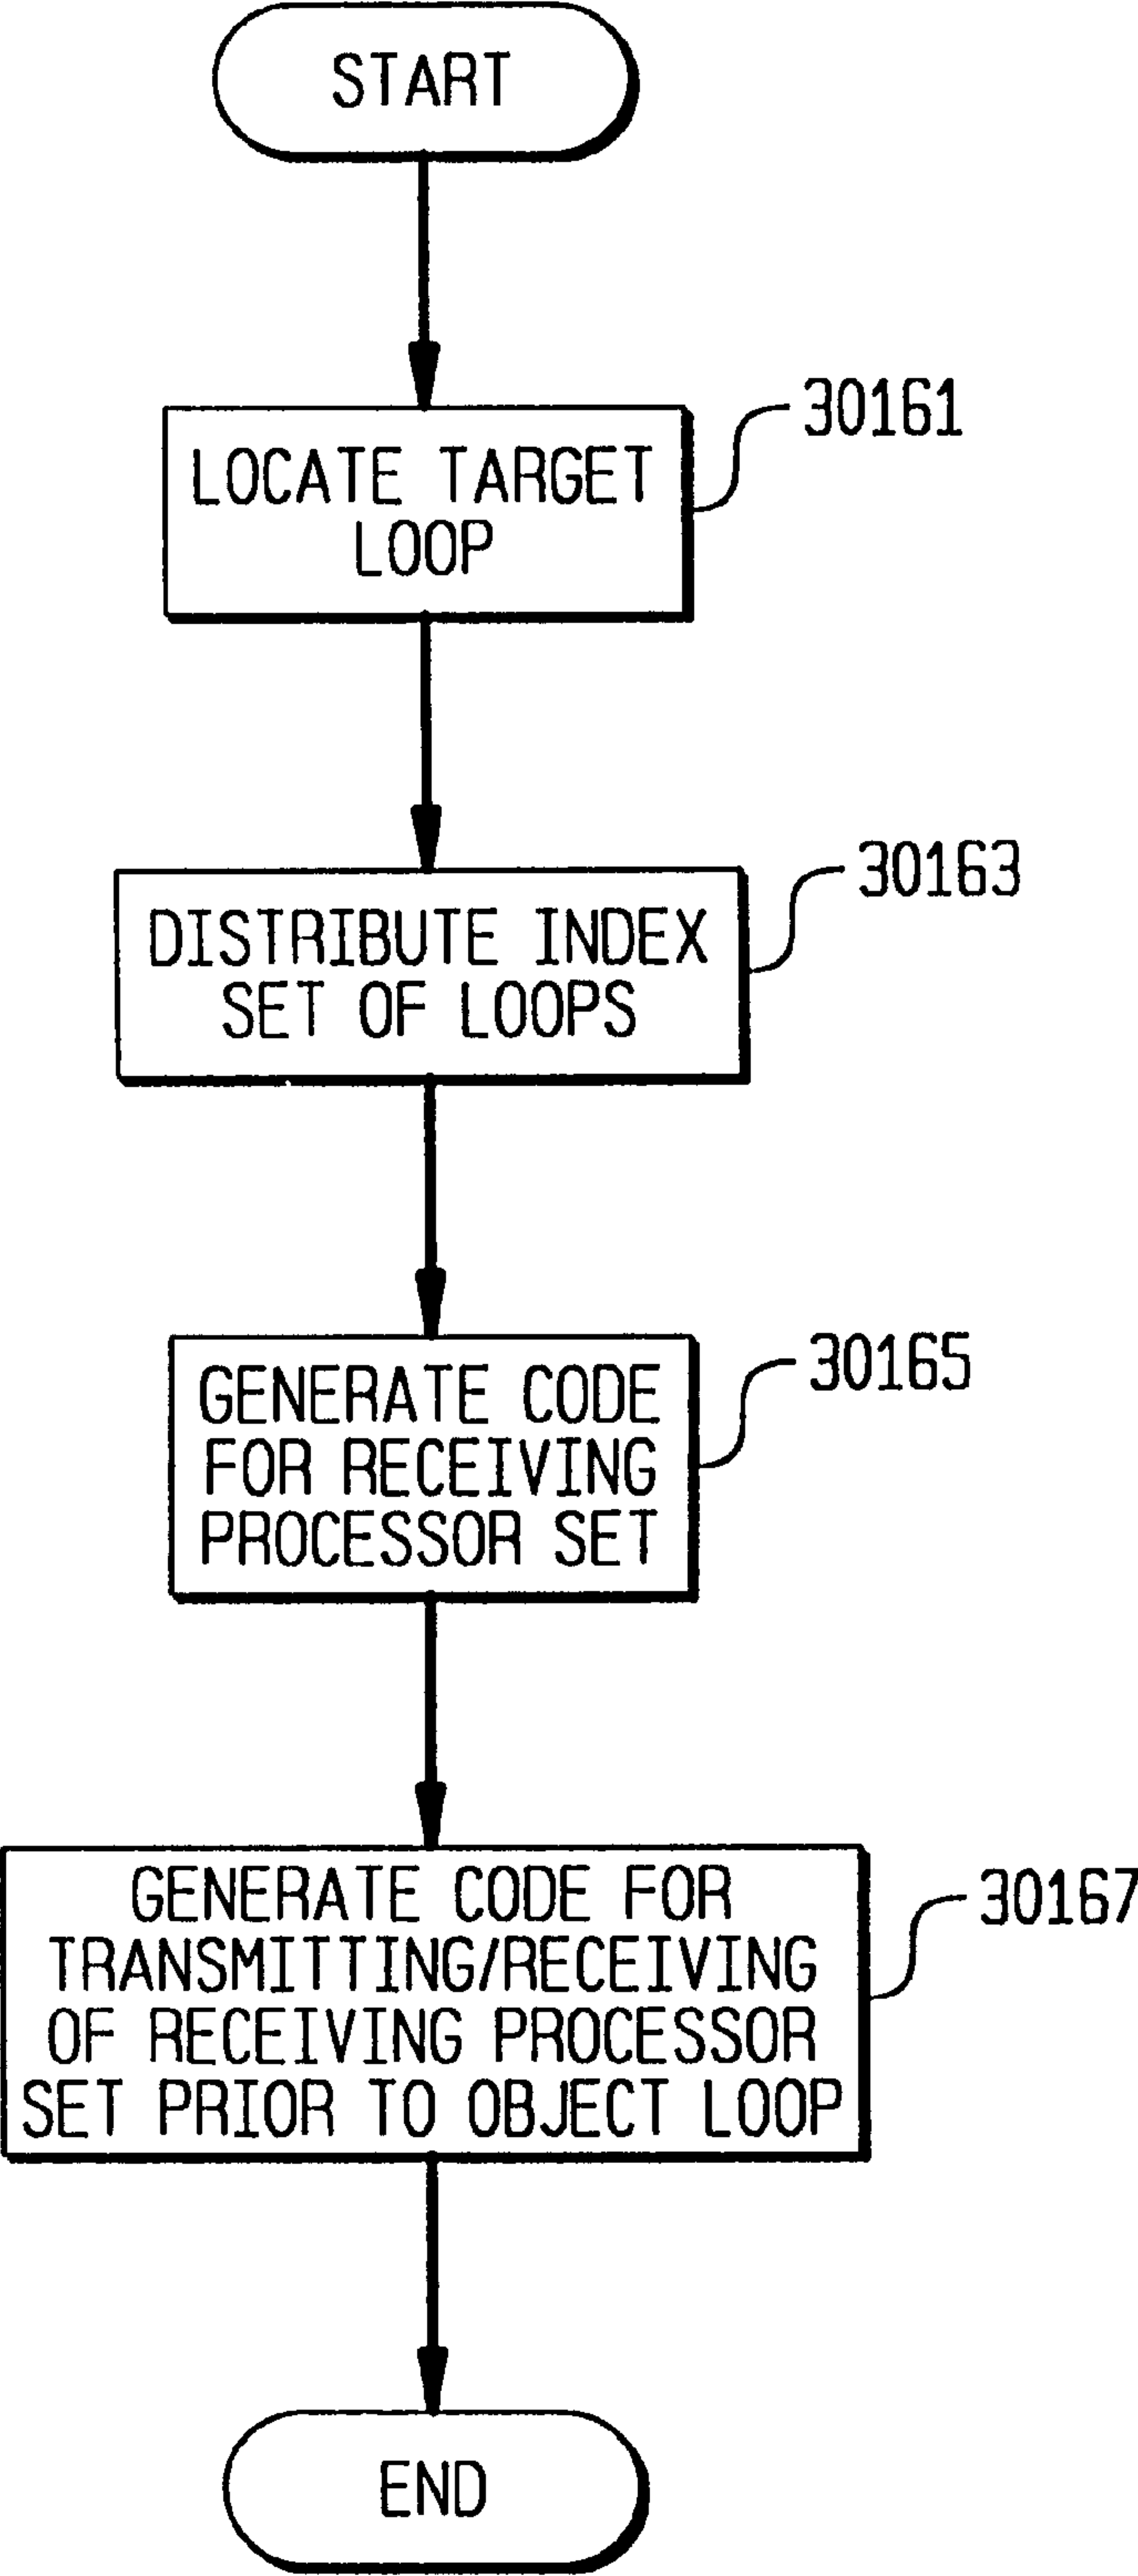 START
30161
LOCATE TARGET
LOOP
30163
DISTRIBUTE INDEX
SET OF LOOPS
30165
GENERATE CODE
FOR RECEIVING
PROCESSOR SET
30167
GENERATE CODE FOR
TRANSMITTING/RECEIVING
OF RECEIVING PROCESSOR
SET PRIOR TO OBJECT LOOP
END